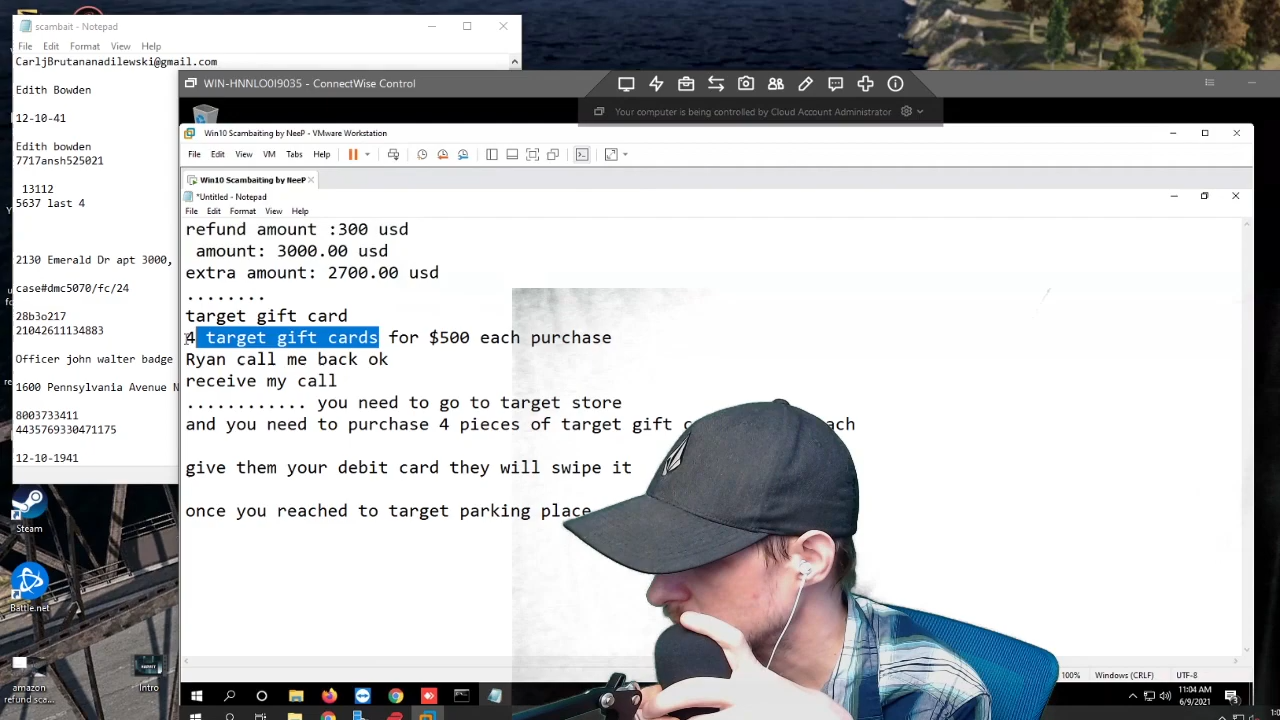 scambait - Notepad
File Edit Format View Help
CarljBrutananadilewski@gmail.com
Edith Bowden
12-10-41
Edith bowden
7717ansh525021
13112
5637 last 4
2130 Emerald Dr apt 3000,
case#dmc5070/fc/24
28b3o217
21042611134883
Officer john walter badge
1600 Pennsylvania Avenue N
8003733411
4435769330471175
12-10-1941
WIN-HNNLO0I9035 - ConnectWise Control
Your computer is being controlled by Cloud Account Administrator
Win10 Scambaiting by NeeP - VMware Workstation
File Edit View VM Tabs Help
Win10 Scambaiting by NeeP
*Untitled - Notepad
File Edit Format View Help
refund amount :300 usd
amount: 3000.00 usd
extra amount: 2700.00 usd
........
target gift card
4 target gift cards for $500 each purchase
Ryan call me back ok
receive my call
............ you need to go to target store
and you need to purchase 4 pieces of target gift
give them your debit card they will swipe it
once you reached to target parking place
100% Windows (CRLF) UTF-8
11:04 AM
6/9/2021
3
Steam
Battle.net
amazon
refund sca...
Intro